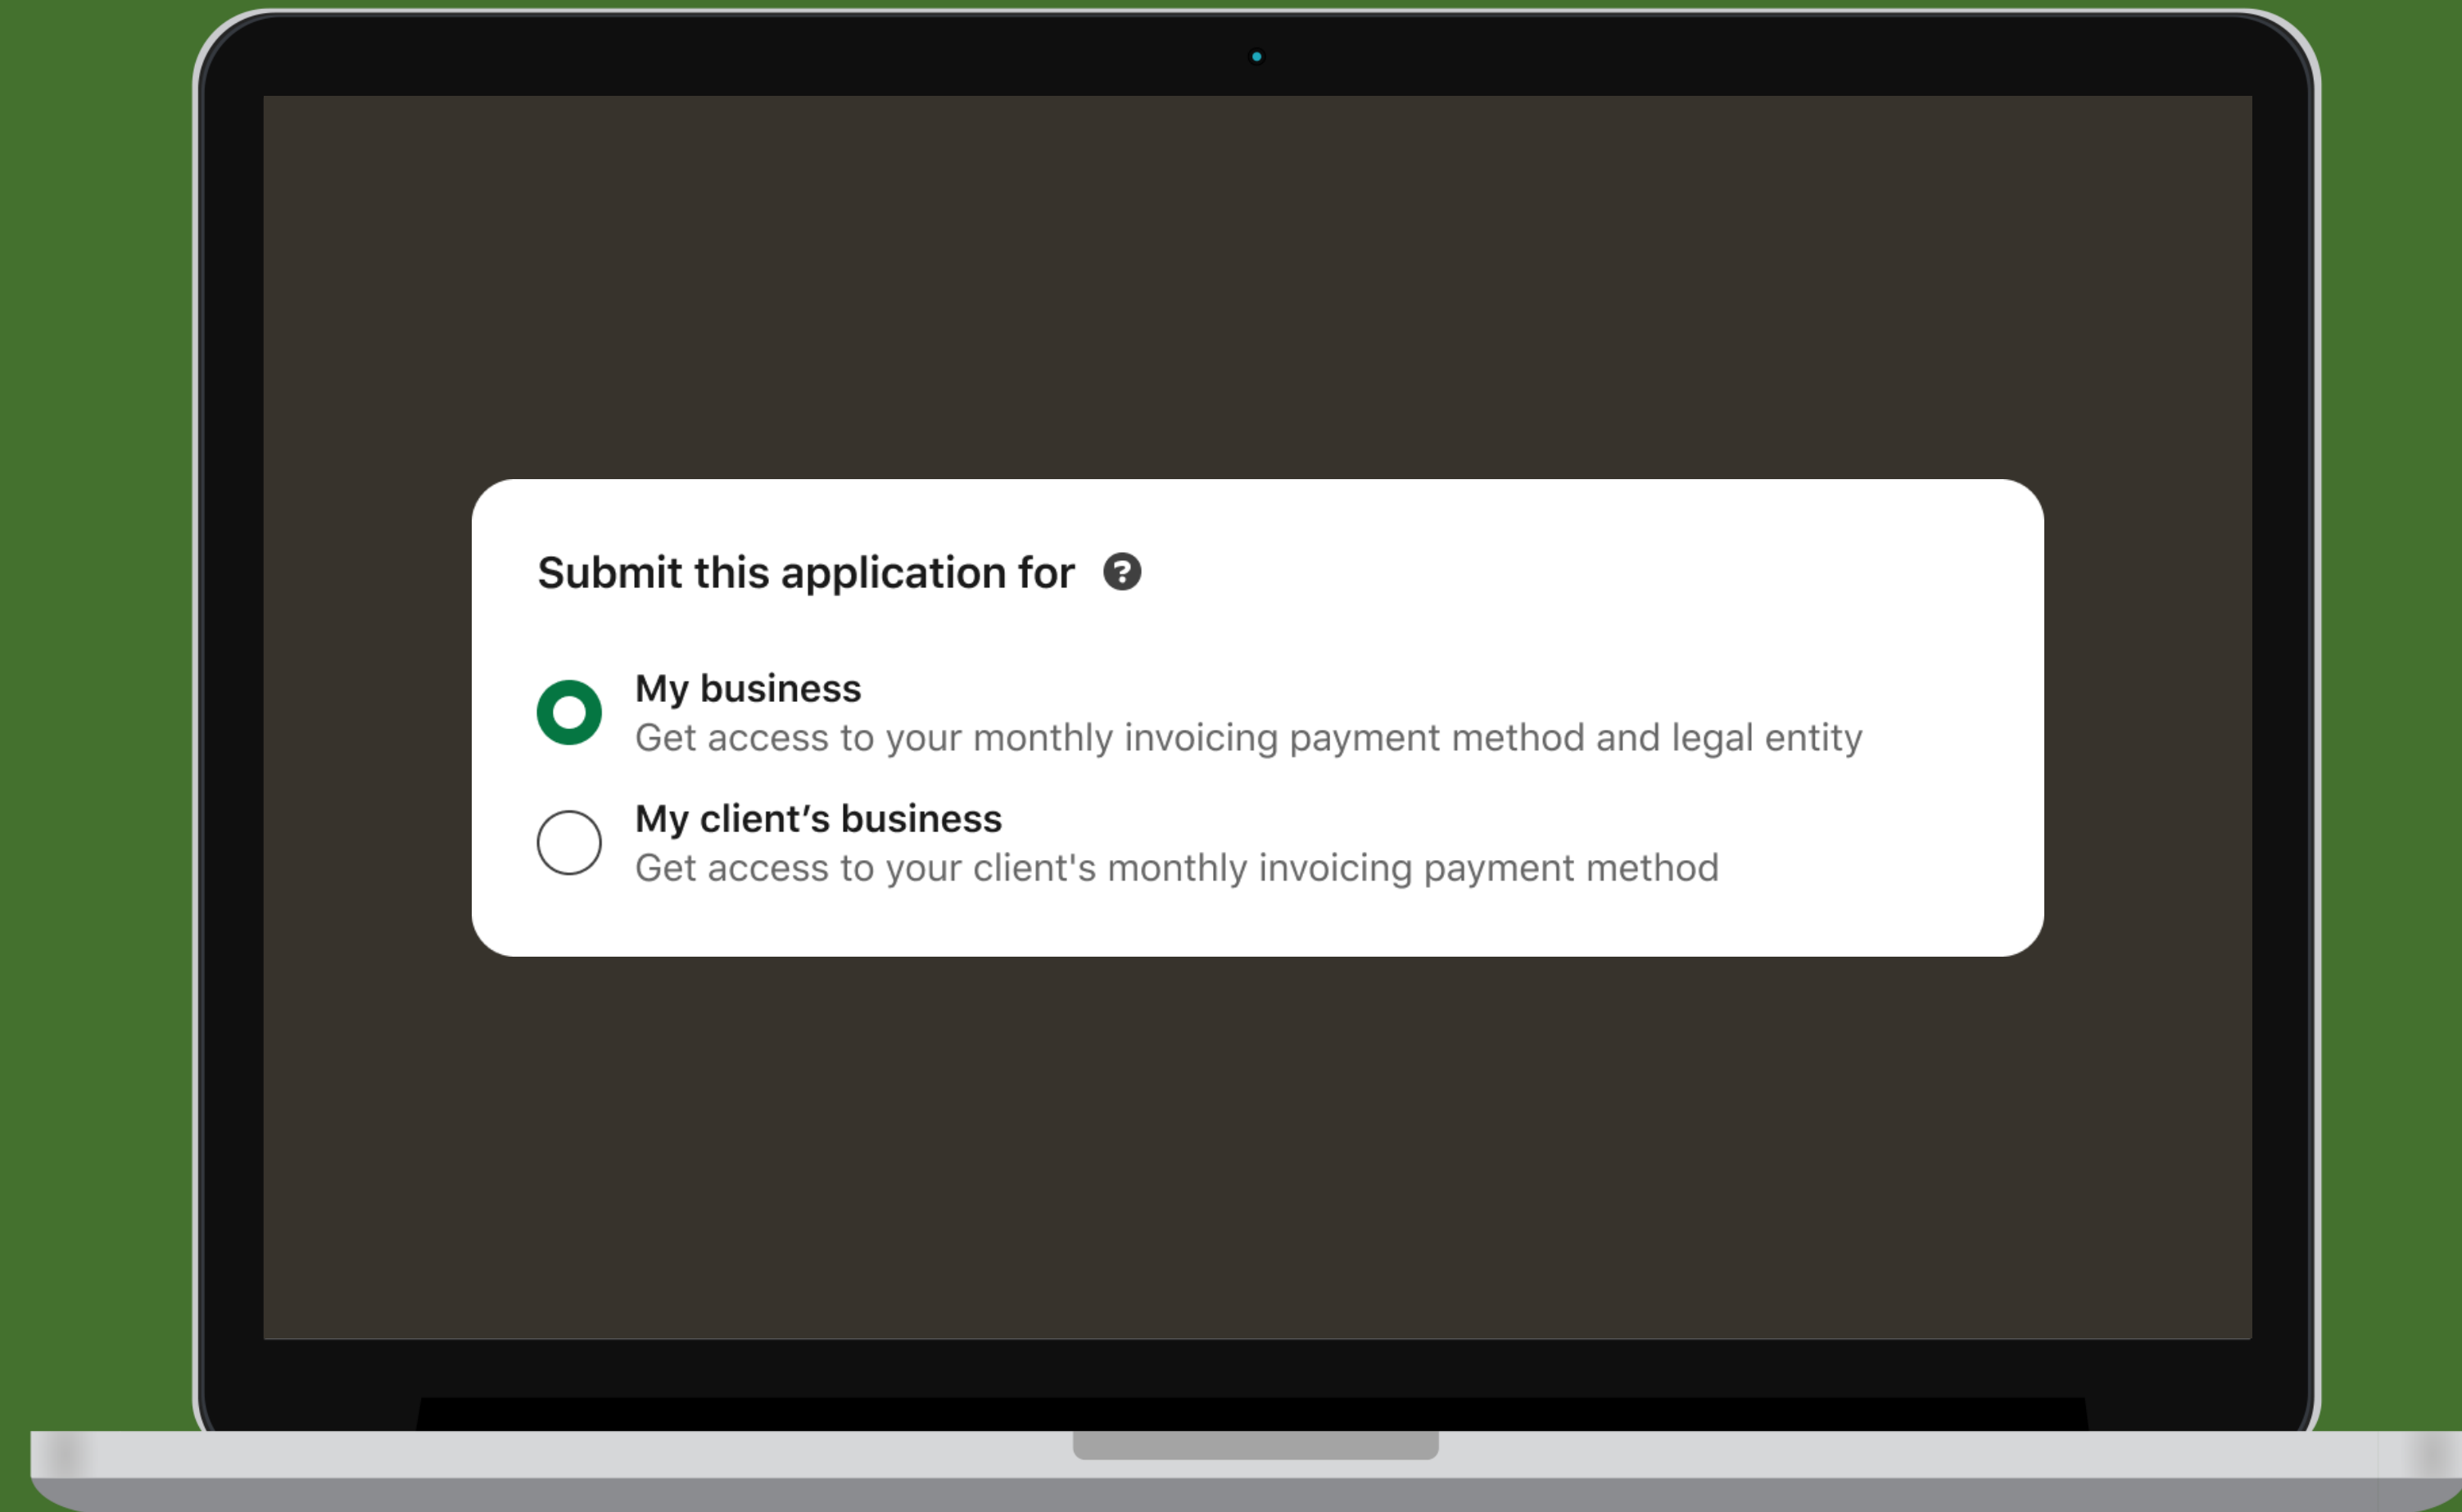 Submit this application for ?
My business
Get access to your monthly invoicing payment method and legal entity
My client’s business
Get access to your client's monthly invoicing payment method